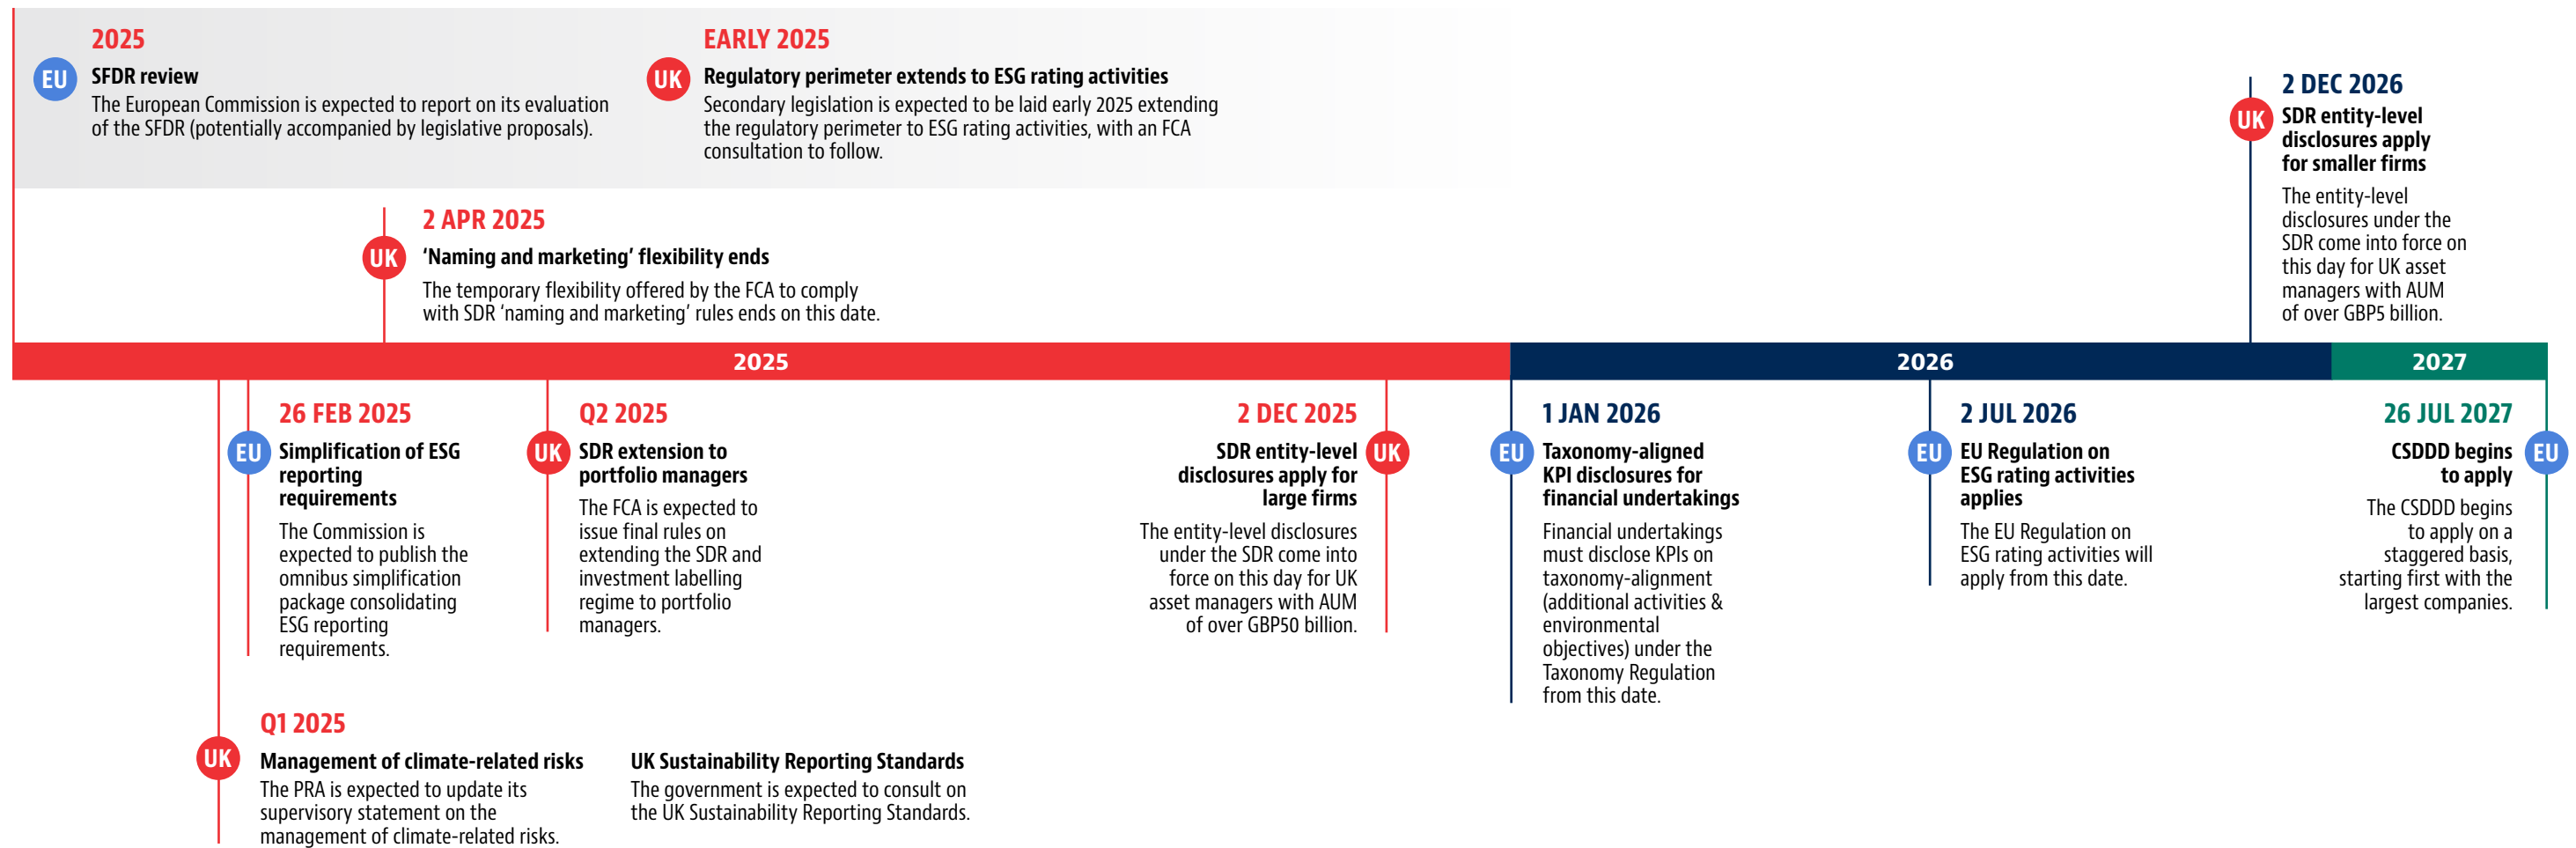 2025
EU
SFDR review
The European Commission is expected to report on its evaluation
of the SFDR (potentially accompanied by legislative proposals).
EARLY 2025
UK
Regulatory perimeter extends to ESG rating activities
Secondary legislation is expected to be laid early 2025 extending
the regulatory perimeter to ESG rating activities, with an FCA
consultation to follow.
2 DEC 2026
UK
SDR entity-level
disclosures apply
for smaller firms
The entity-level
disclosures under the
SDR come into force on
this day for UK asset
managers with AUM
of over GBP5 billion.
2 APR 2025
UK
‘Naming and marketing’ flexibility ends
The temporary flexibility offered by the FCA to comply
with SDR ‘naming and marketing’ rules ends on this date.
2025
2026
2027
26 FEB 2025
EU
Simplification of ESG
reporting
requirements
The Commission is
expected to publish the
omnibus simplification
package consolidating
ESG reporting
requirements.
Q2 2025
UK
SDR extension to
portfolio managers
The FCA is expected to
issue final rules on
extending the SDR and
investment labelling
regime to portfolio
managers.
2 DEC 2025
UK
SDR entity-level
disclosures apply for
large firms
The entity-level disclosures
under the SDR come into
force on this day for UK
asset managers with AUM
of over GBP50 billion.
1 JAN 2026
EU
Taxonomy-aligned
KPI disclosures for
financial undertakings
Financial undertakings
must disclose KPIs on
taxonomy-alignment
(additional activities &
environmental
objectives) under the
Taxonomy Regulation
from this date.
2 JUL 2026
EU
EU Regulation on
ESG rating activities
applies
The EU Regulation on
ESG rating activities will
apply from this date.
26 JUL 2027
EU
CSDDD begins
to apply
The CSDDD begins
to apply on a
staggered basis,
starting first with the
largest companies.
Q1 2025
UK
Management of climate-related risks
The PRA is expected to update its
supervisory statement on the
management of climate-related risks.
UK Sustainability Reporting Standards
The government is expected to consult on
the UK Sustainability Reporting Standards.